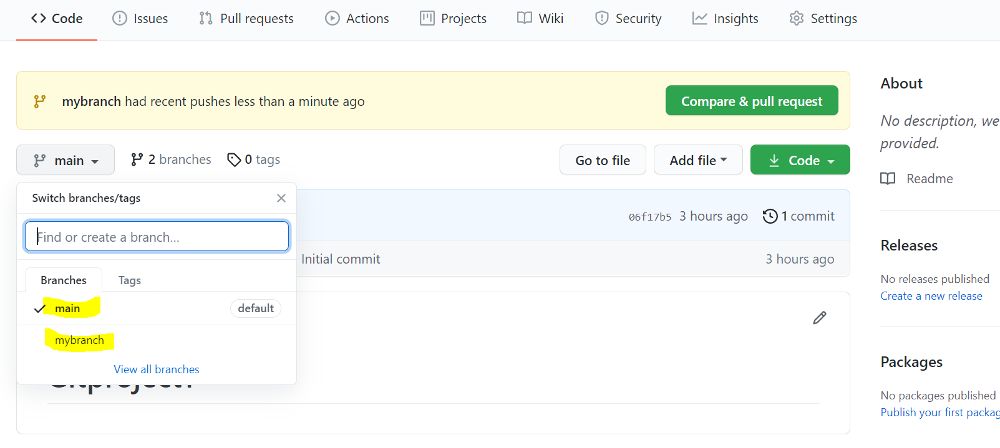 Code Issues Pull requests Actions Projects Wiki Security Insights Settings
mybranch had recent pushes less than a minute ago
Compare & pull request
main 2 branches 0 tags
Go to file Add file Code
Switch branches/tags
Find or create a branch...
Branches Tags
main default
mybranch
View all branches
06f17b5 3 hours ago 1 commit
Initial commit 3 hours ago
About
No description, we
provided.
Readme
Releases
No releases published
Create a new release
Packages
No packages published
Publish your first packag